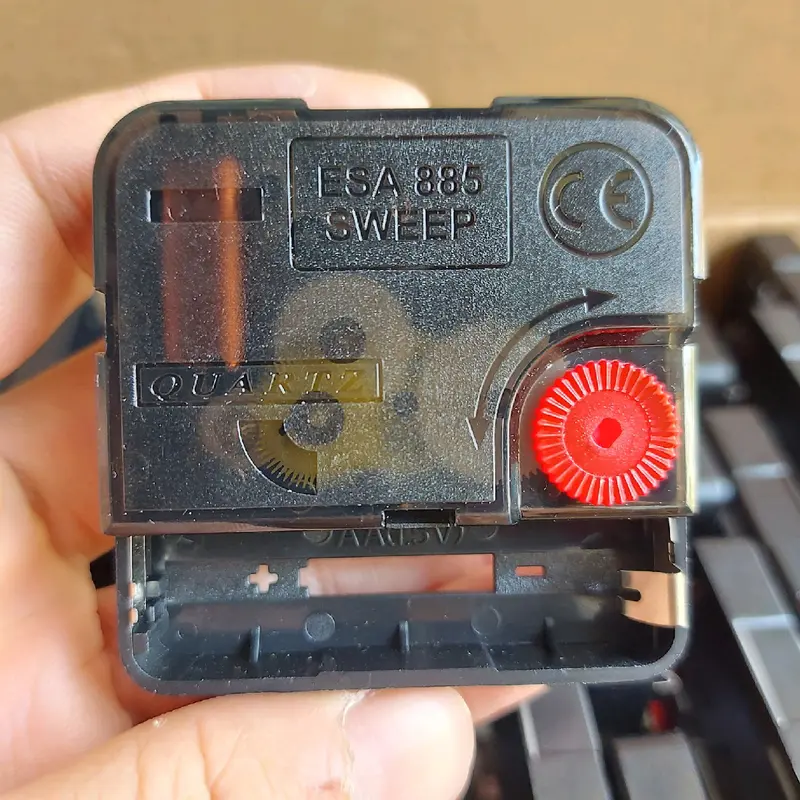 ESA 885
SWEEP
CE
QUARTZ
AA(1.5V)
+ -